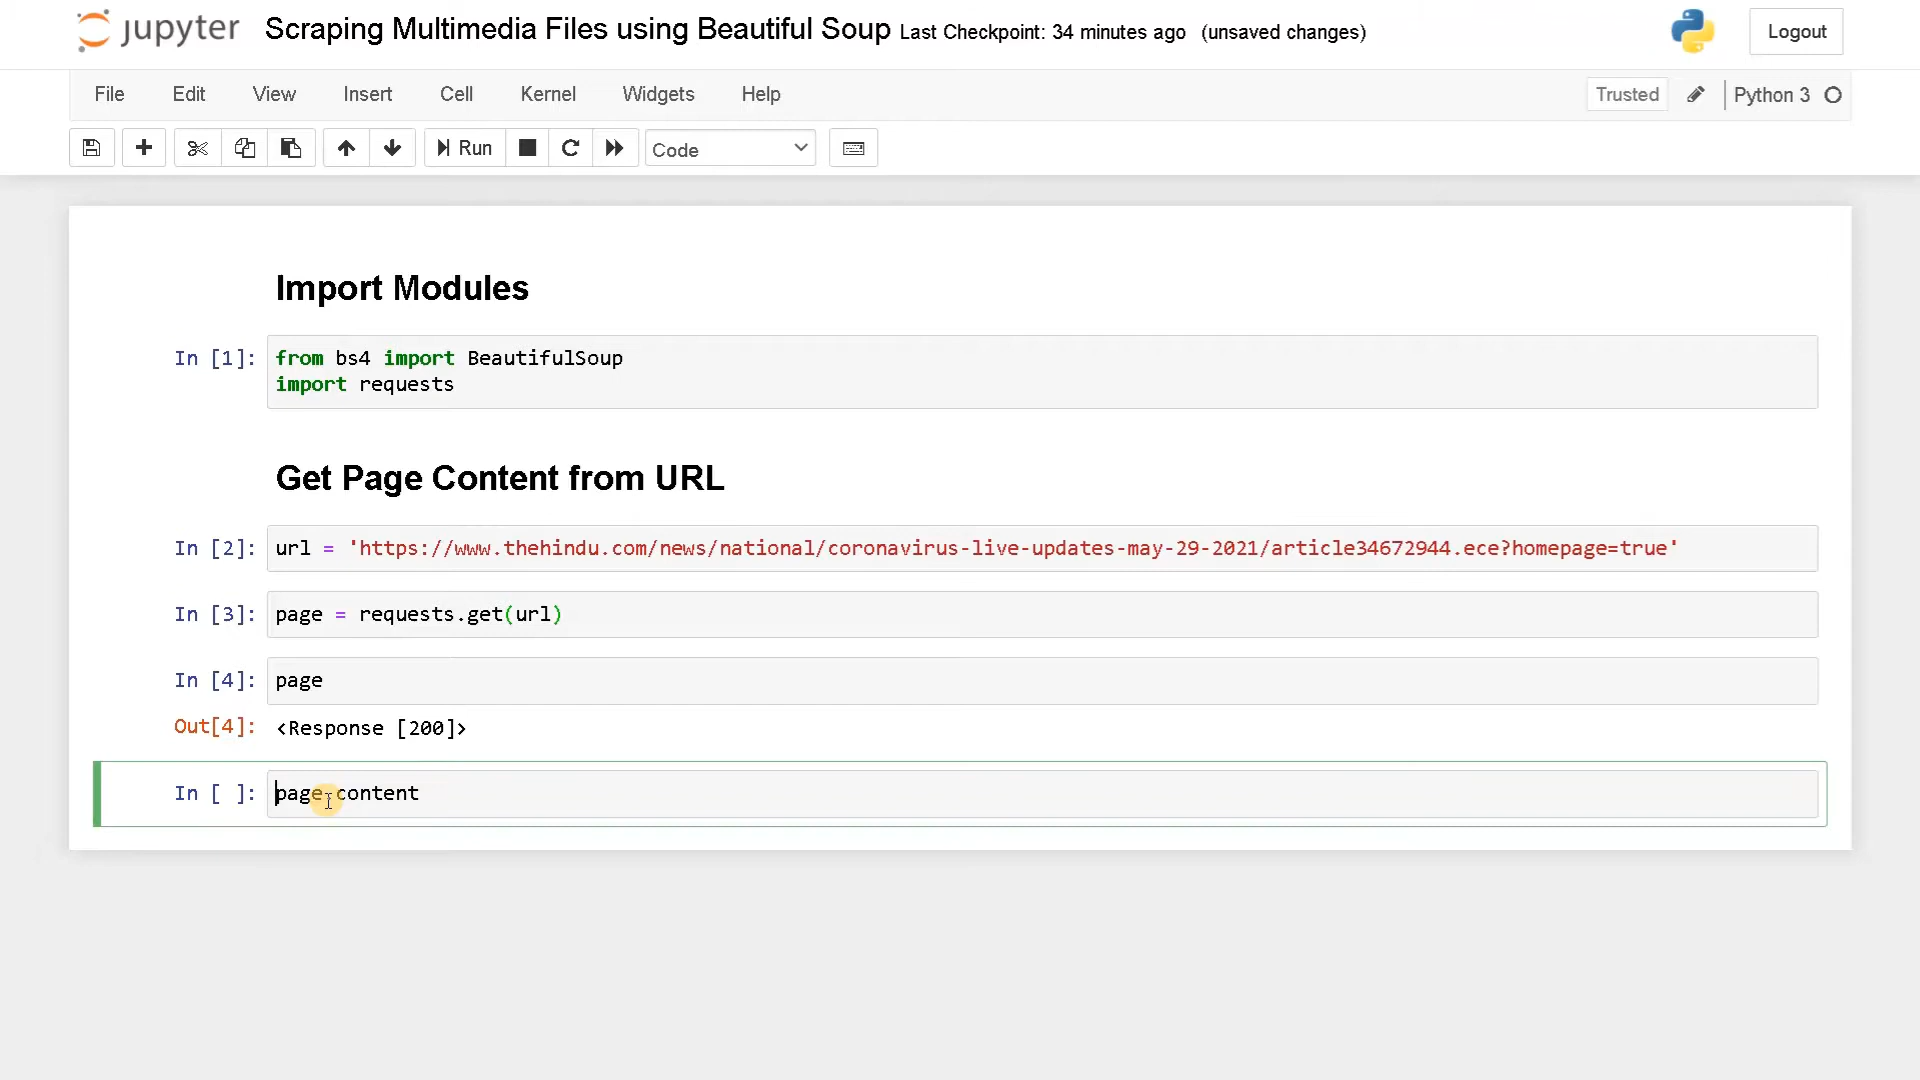 jupyter Scraping Multimedia Files using Beautiful Soup Last Checkpoint: 34 minutes ago (unsaved changes) Logout
File Edit View Insert Cell Kernel Widgets Help Trusted Python 3
Run Code
Import Modules
In [1]: from bs4 import BeautifulSoup
import requests
Get Page Content from URL
In [2]: url = 'https://www.thehindu.com/news/national/coronavirus-live-updates-may-29-2021/article34672944.ece?homepage=true'
In [3]: page = requests.get(url)
In [4]: page
Out[4]: <Response [200]>
In [ ]: page.content